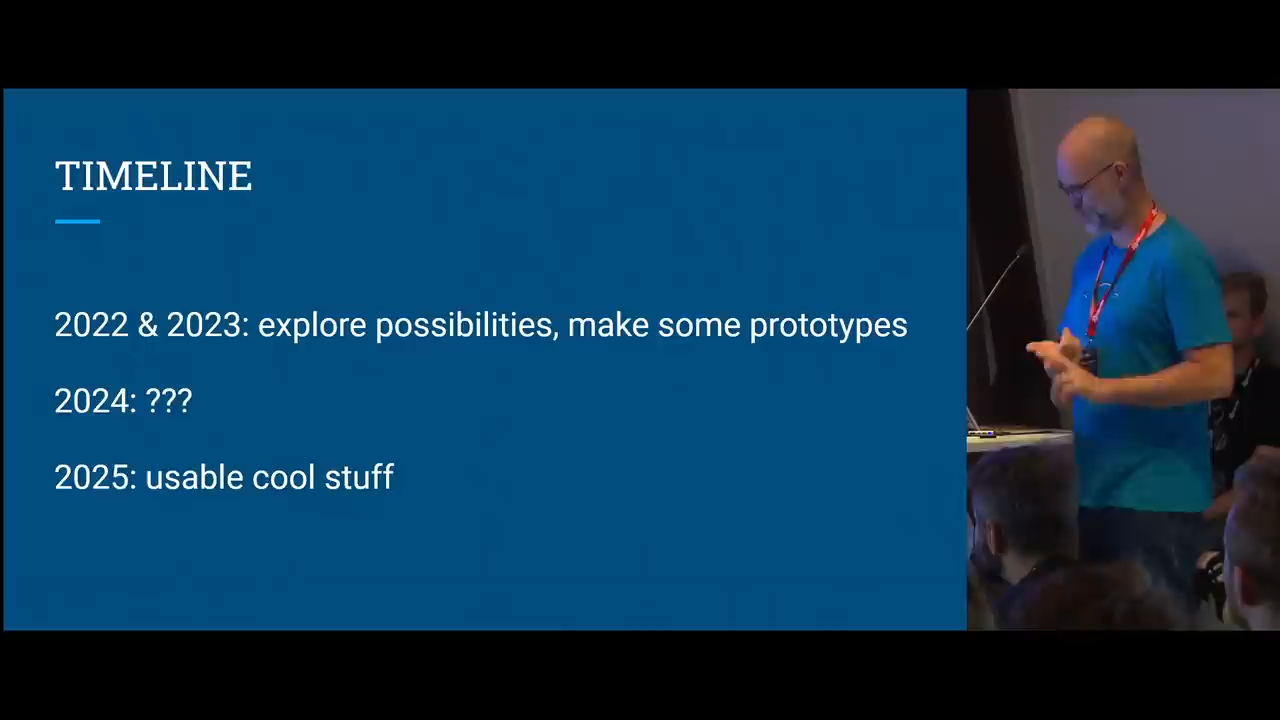 TIMELINE
2022 & 2023: explore possibilities, make some prototypes
2024: ???
2025: usable cool stuff